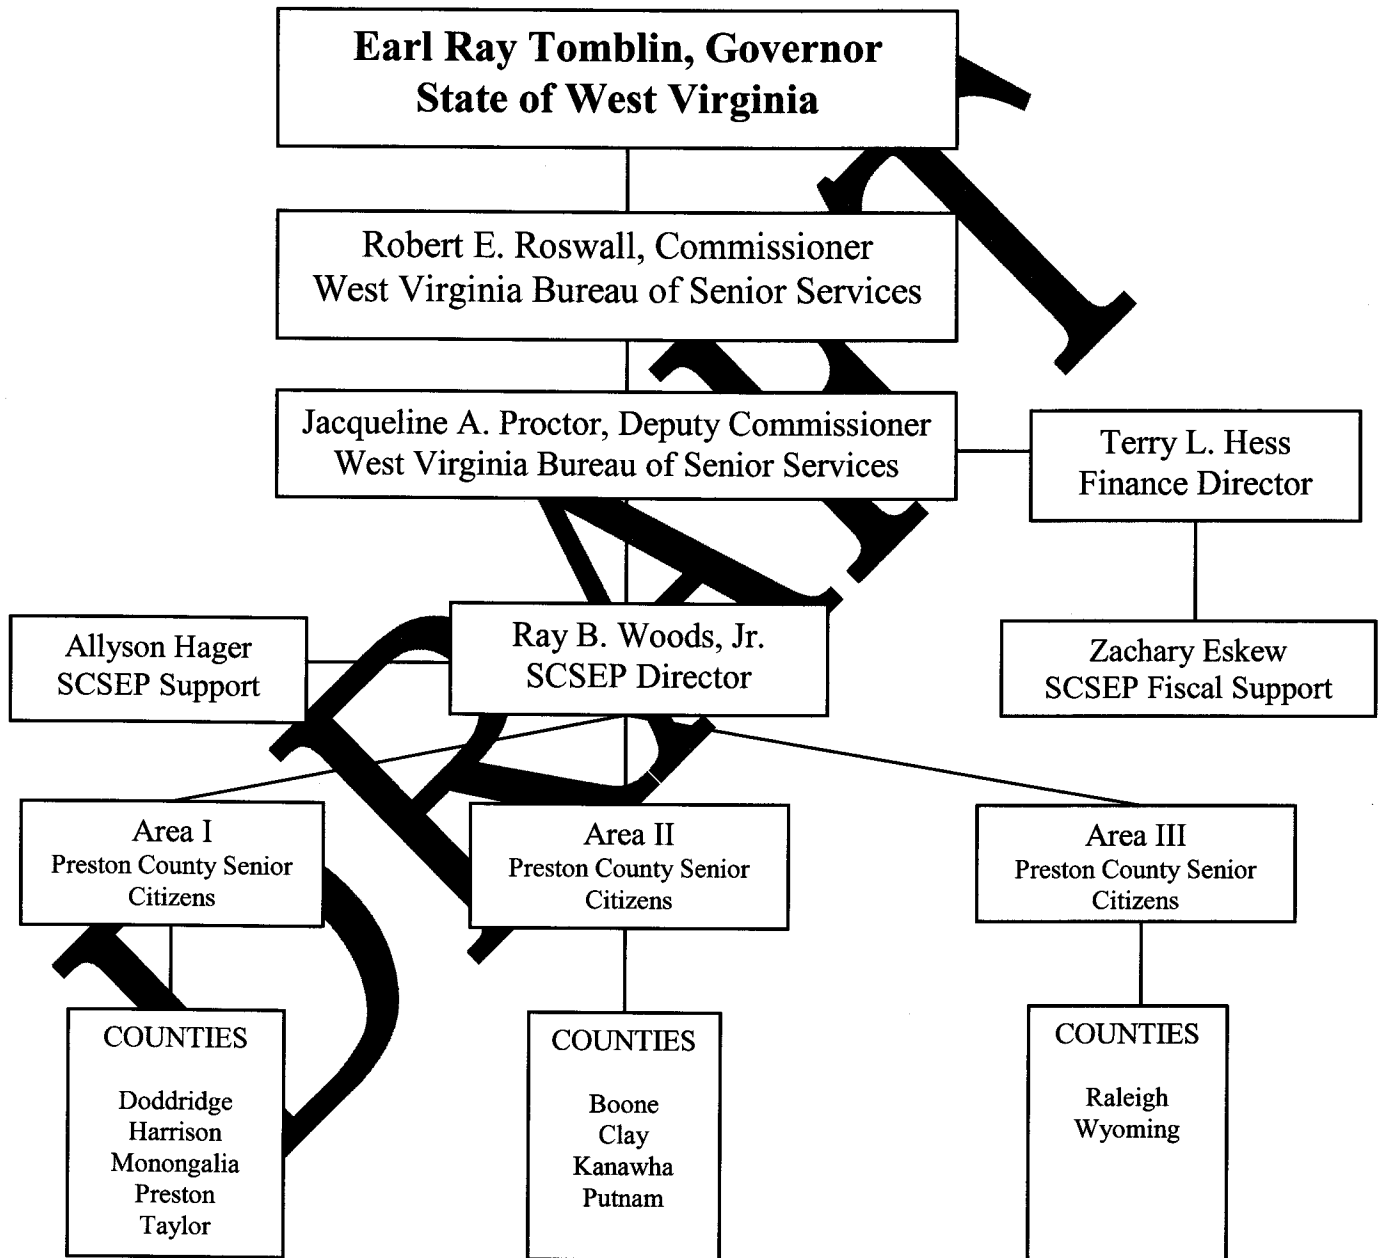 Earl Ray Tomblin, Governor
State of West Virginia
Robert E. Roswall, Commissioner
West Virginia Bureau of Senior Services
Jacqueline A. Proctor, Deputy Commissioner
West Virginia Bureau of Senior Services
Terry L. Hess
Finance Director
Allyson Hager
SCSEP Support
Ray B. Woods, Jr.
SCSEP Director
Zachary Eskew
SCSEP Fiscal Support
Area I
Preston County Senior
Citizens
Area II
Preston County Senior
Citizens
Area III
Preston County Senior
Citizens
COUNTIES
Doddridge
Harrison
Monongalia
Preston
Taylor
COUNTIES
Boone
Clay
Kanawha
Putnam
COUNTIES
Raleigh
Wyoming
DRAFT